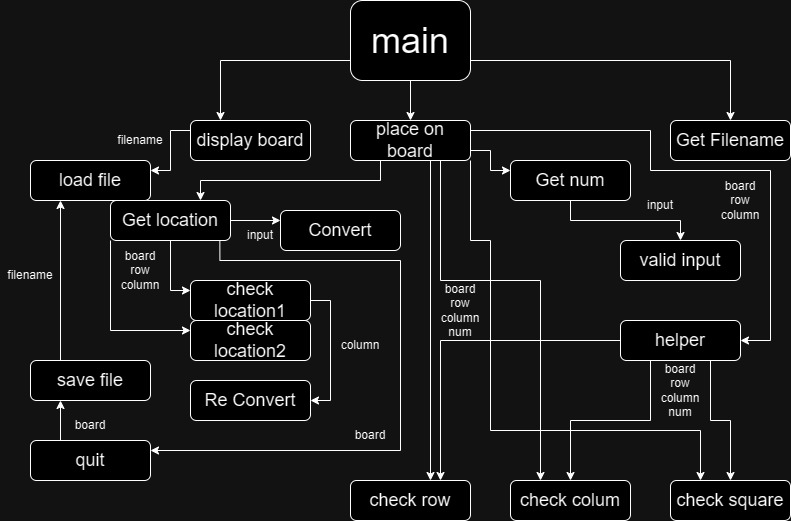 main
display board
place on
board
Get Filename
filename
load file
Get num
board
row
column
Get location
input
Convert
input
valid input
board
row
column
filename
check
location1
check
location2
board
row
column
num
column
helper
save file
Re Convert
board
row
column
num
board
board
quit
check row
check colum
check square